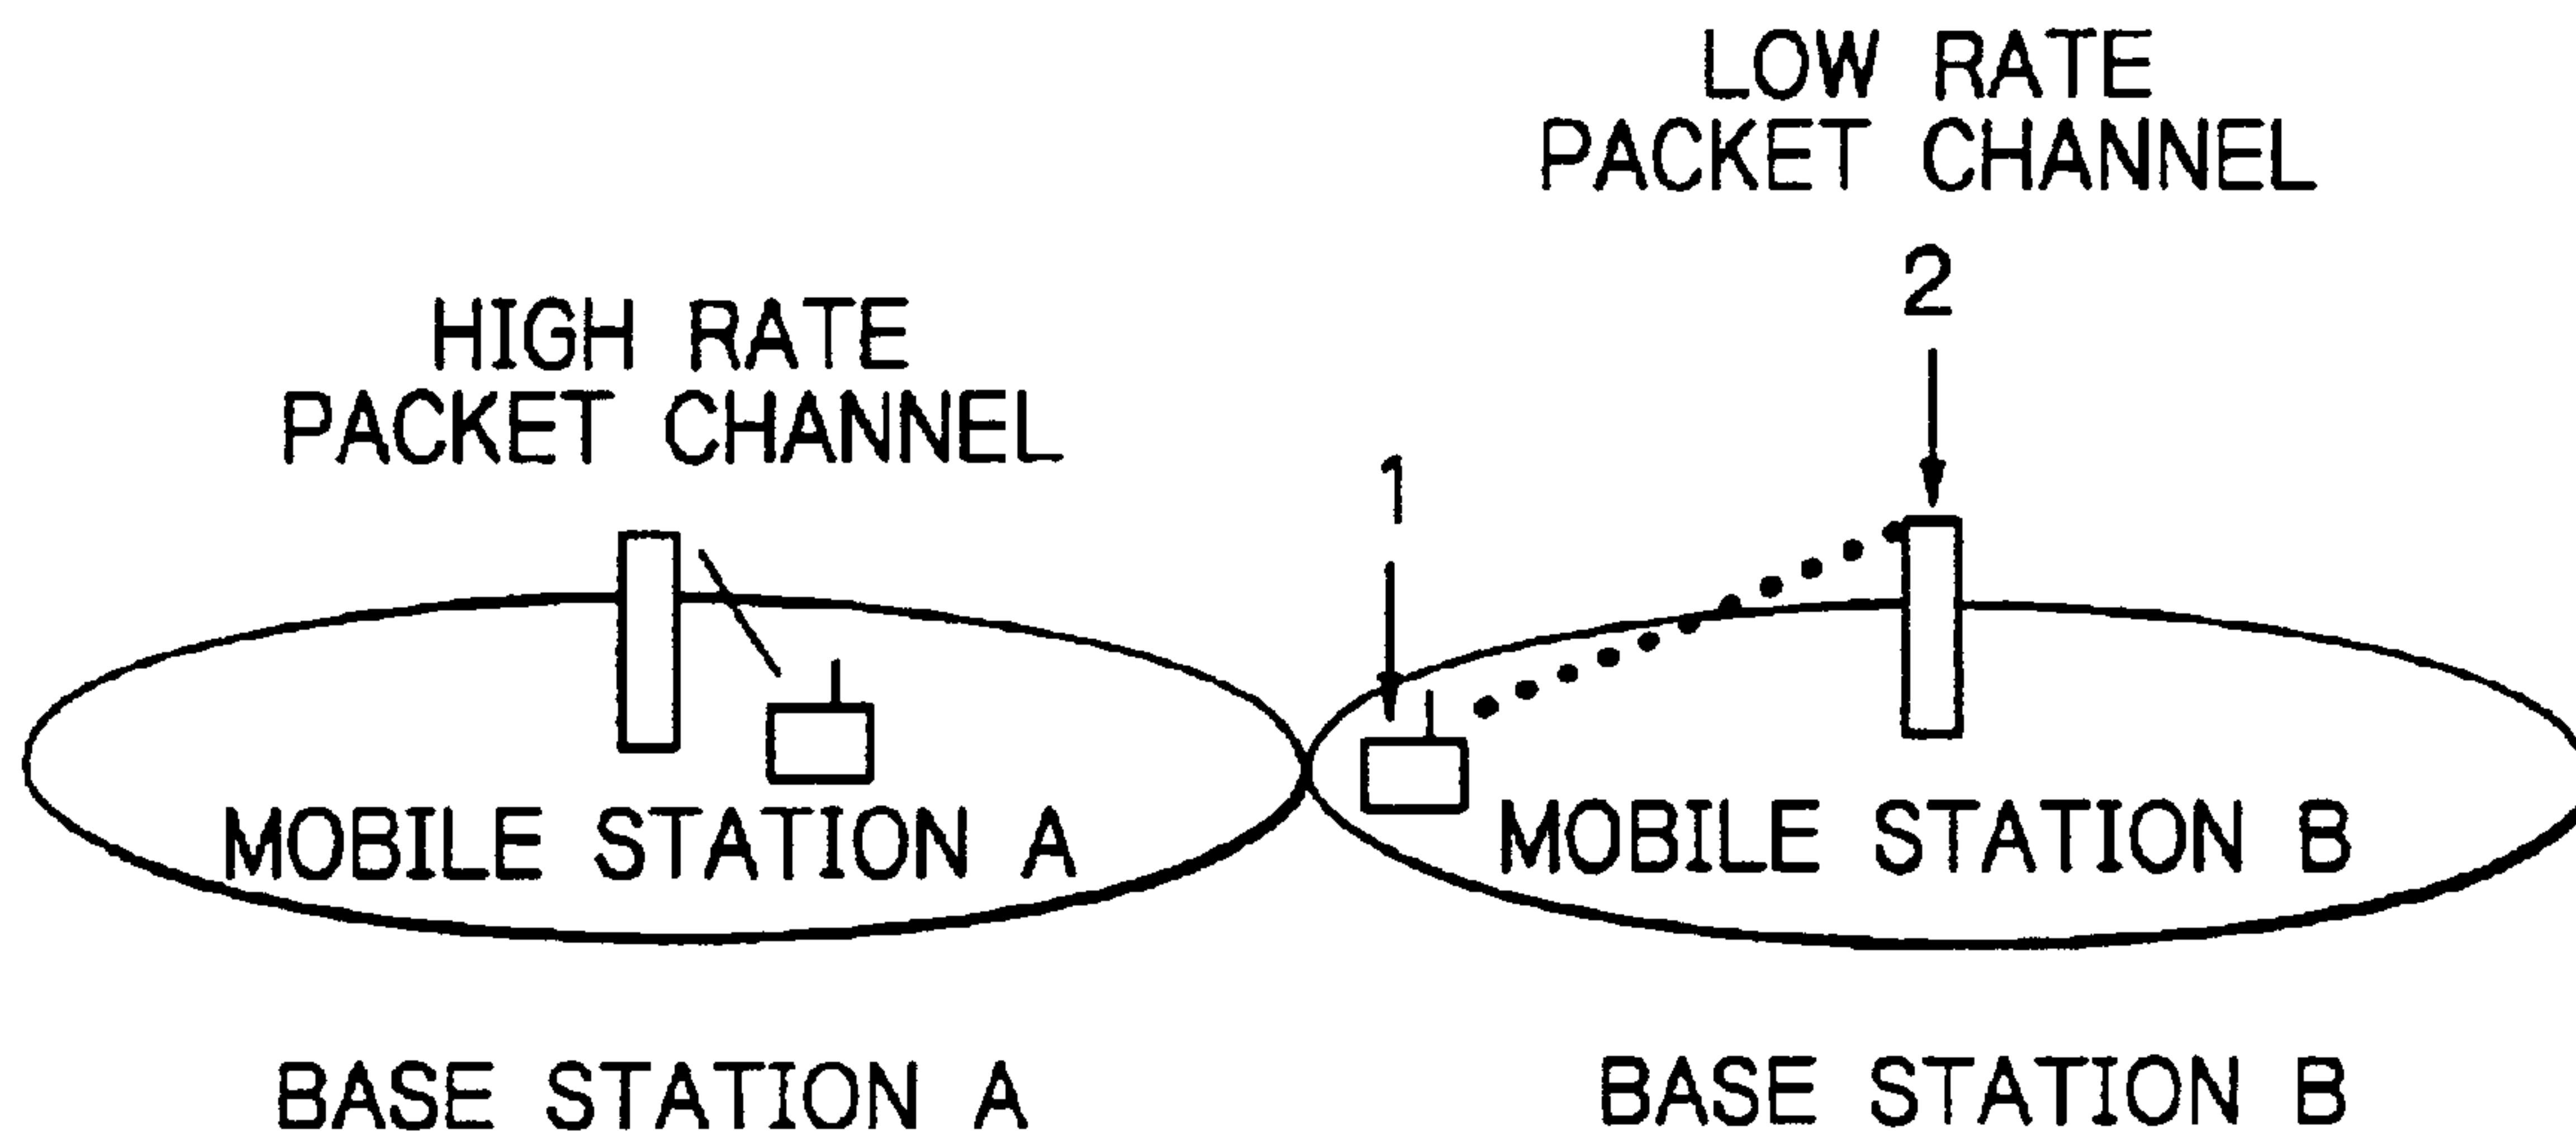 LOW RATE
PACKET CHANNEL
2
HIGH RATE
PACKET CHANNEL
1
MOBILE STATION A
MOBILE STATION B
BASE STATION A
BASE STATION B